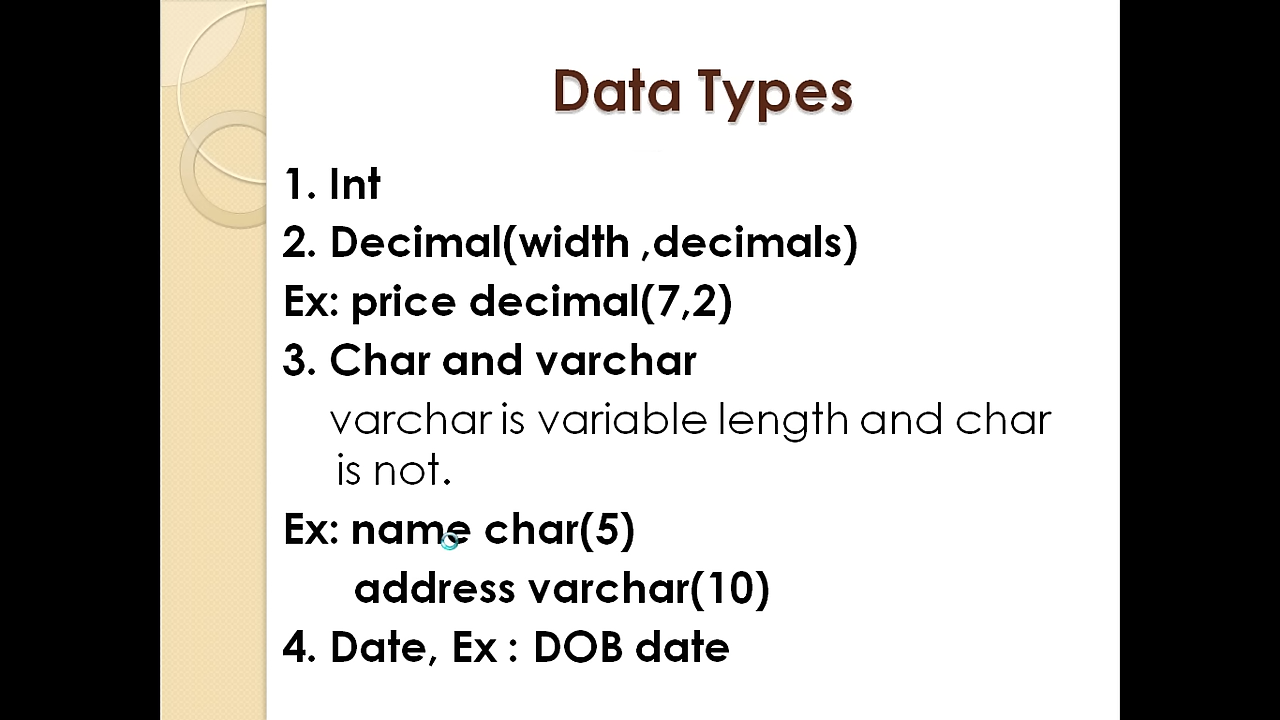 Data Types
1. Int
2. Decimal(width ,decimals)
Ex: price decimal(7,2)
3. Char and varchar
varchar is variable length and char
is not.
Ex: name char(5)
address varchar(10)
4. Date, Ex : DOB date